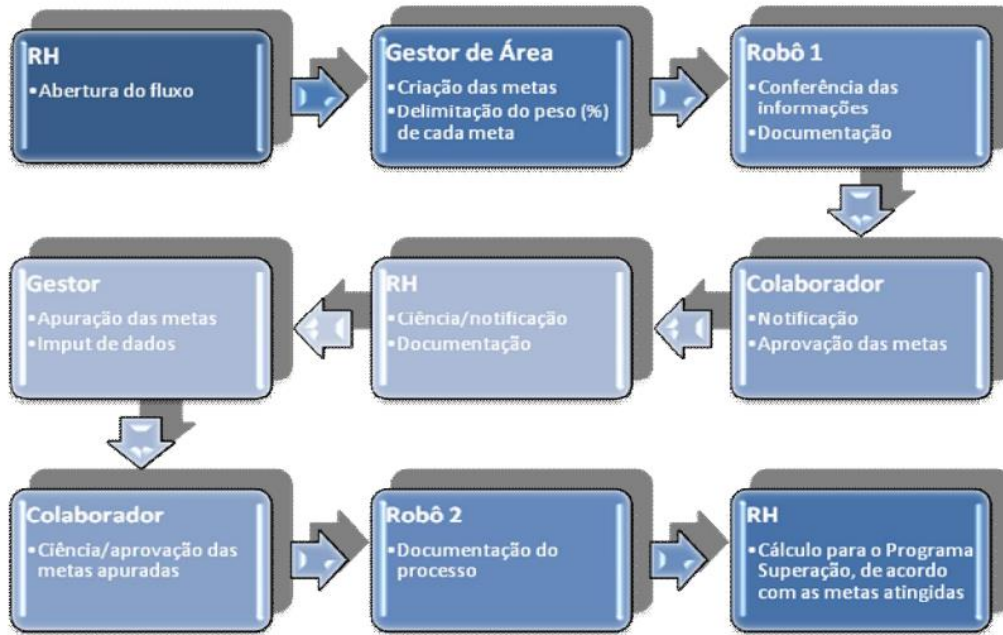 RH
•Abertura do fluxo
Gestor de Área
•Criação das metas
•Delimitação do peso (%)
de cada meta
Robô 1
•Conferência das
informações
•Documentação
Colaborador
•Notificação
•Aprovação das metas
RH
•Ciência/notificação
•Documentação
Gestor
•Apuração das metas
•Imput de dados
Colaborador
•Ciência/aprovação das
metas apuradas
Robô 2
•Documentação do
processo
RH
•Cálculo para o Programa
Superação, de acordo
com as metas atingidas